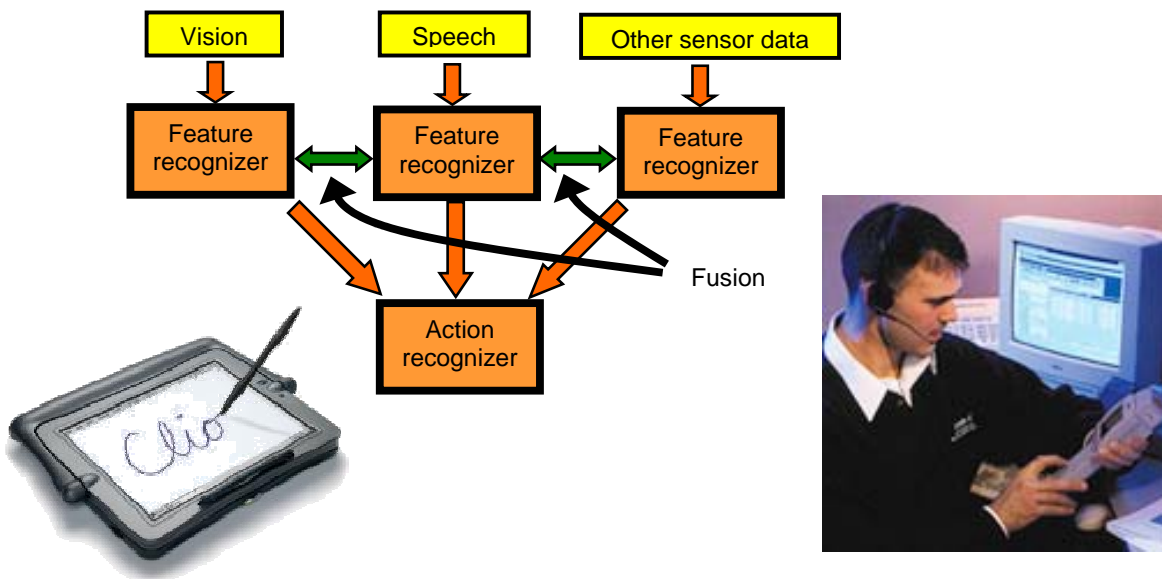 Vision
Speech
Other sensor data
Feature
recognizer
Feature
recognizer
Feature
recognizer
Fusion
Action
recognizer
Clio